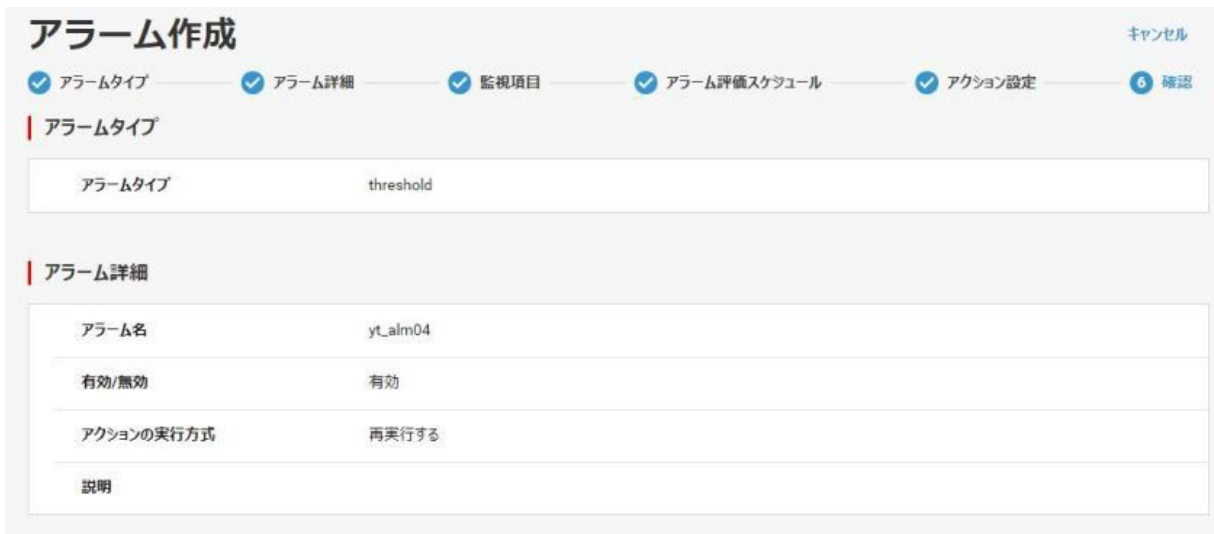 アラーム作成
キャンセル
アラームタイプ アラーム詳細 監視項目 アラーム評価スケジュール アクション設定 6 確認
アラームタイプ
アラームタイプ threshold
アラーム詳細
アラーム名 yt_alm04
有効/無効 有効
アクションの実行方式 再実行する
説明